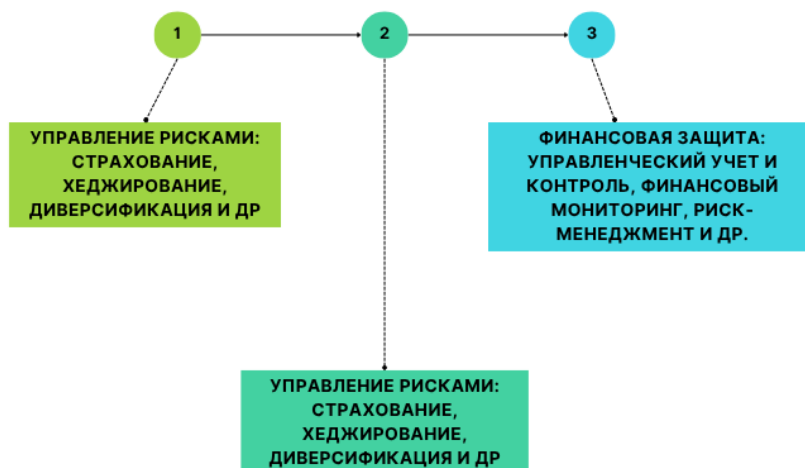 1
2
3
УПРАВЛЕНИЕ РИСКАМИ:
СТРАХОВАНИЕ,
ХЕДЖИРОВАНИЕ,
ДИВЕРСИФИКАЦИЯ И ДР
ФИНАНСОВАЯ ЗАЩИТА:
УПРАВЛЕНЧЕСКИЙ УЧЕТ И
КОНТРОЛЬ, ФИНАНСОВЫЙ
МОНИТОРИНГ, РИСК-
МЕНЕДЖМЕНТ И ДР.
УПРАВЛЕНИЕ РИСКАМИ:
СТРАХОВАНИЕ,
ХЕДЖИРОВАНИЕ,
ДИВЕРСИФИКАЦИЯ И ДР